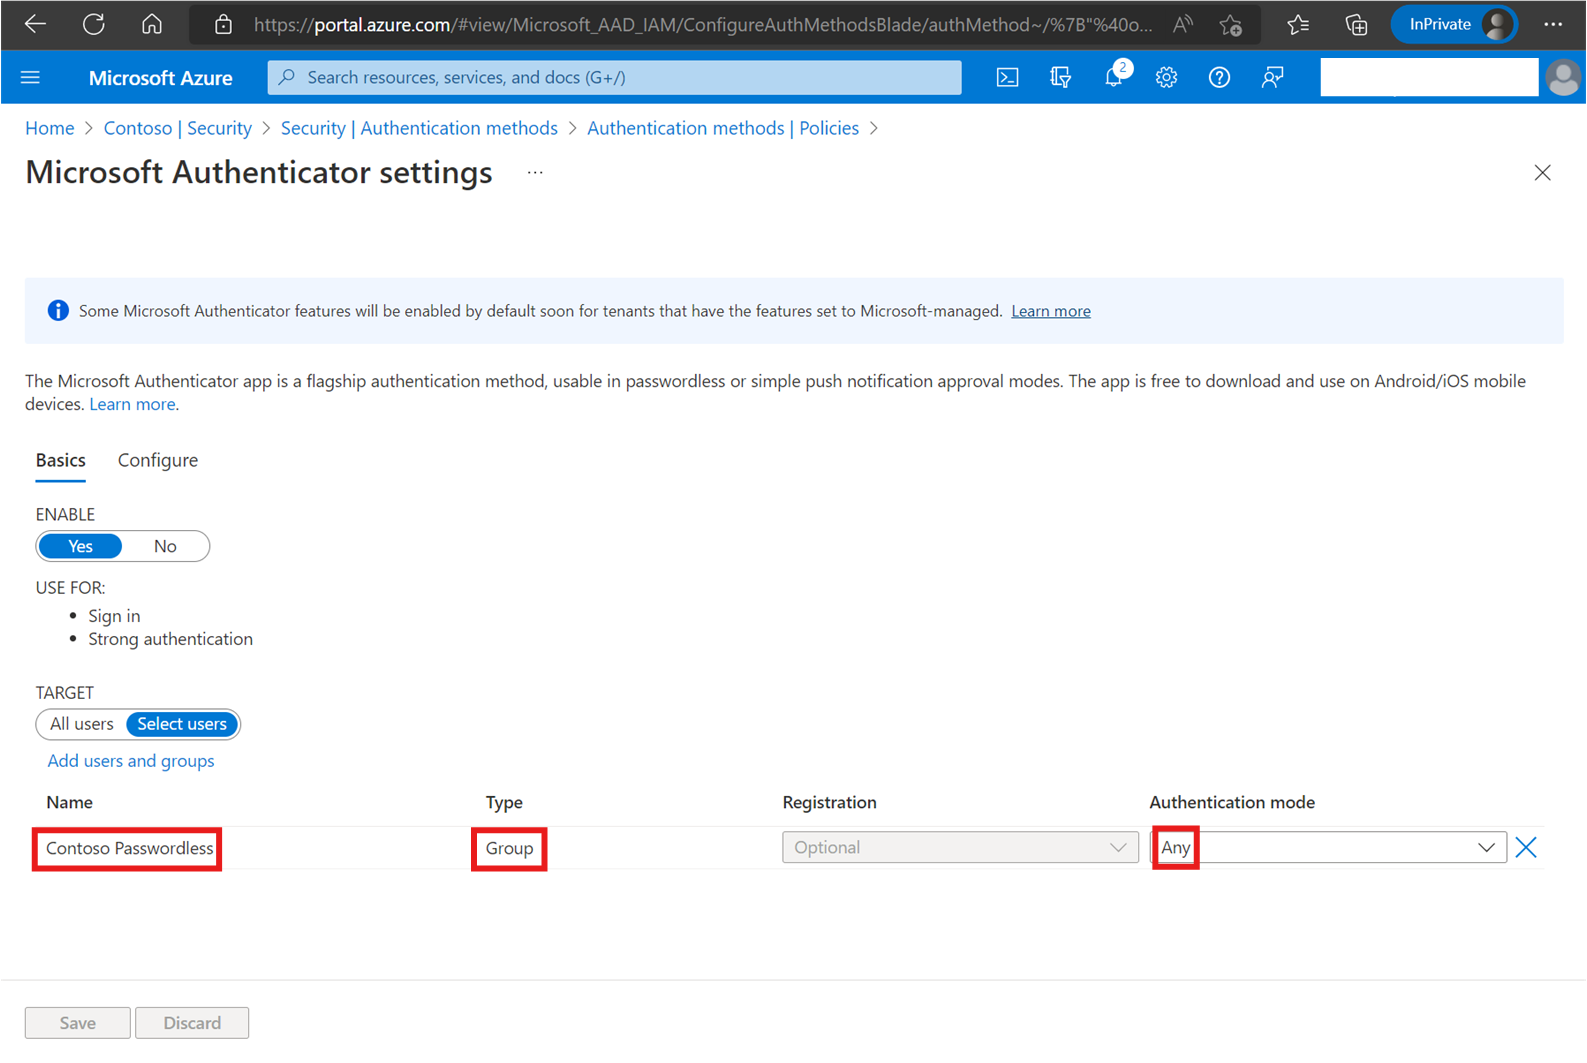 https://portal.azure.com/#view/Microsoft_AAD_IAM/ConfigureAuthMethodsBlade/authMethod~/%7B"%40o...
InPrivate
Microsoft Azure
Search resources, services, and docs (G+/)
2
Home > Contoso | Security > Security | Authentication methods > Authentication methods | Policies >
Microsoft Authenticator settings ...
Some Microsoft Authenticator features will be enabled by default soon for tenants that have the features set to Microsoft-managed. Learn more
The Microsoft Authenticator app is a flagship authentication method, usable in passwordless or simple push notification approval modes. The app is free to download and use on Android/iOS mobile
devices. Learn more.
Basics Configure
ENABLE
Yes No
USE FOR:
• Sign in
• Strong authentication
TARGET
All users Select users
Add users and groups
Name Type Registration Authentication mode
Contoso Passwordless Group Optional Any
Save Discard